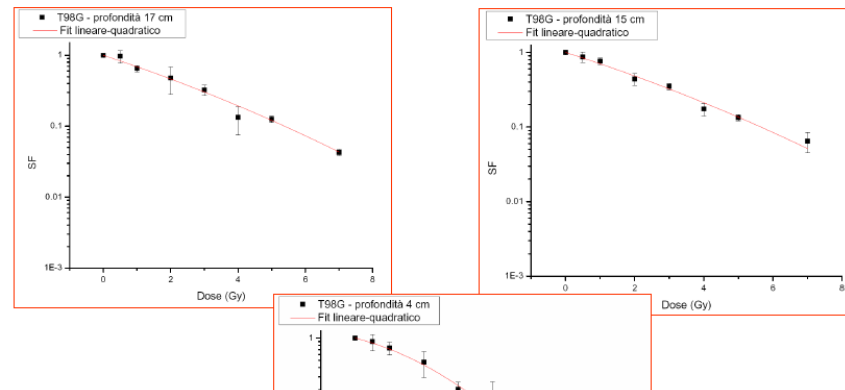 T98G - profondità 17 cm
Fit lineare-quadratico
1
0.1
0.01
1E-3
SF
0
2
4
6
8
Dose (Gy)
T98G - profondità 15 cm
Fit lineare-quadratico
1
0.1
0.01
1E-3
SF
0
2
4
6
8
Dose (Gy)
T98G - profondità 4 cm
Fit lineare-quadratico
1